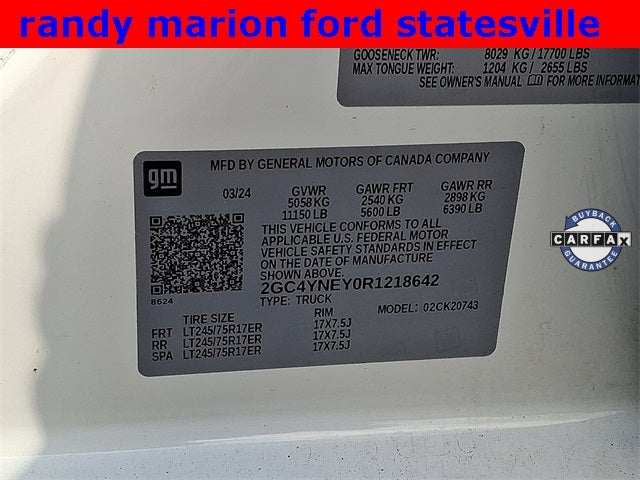 randy marion ford statesville
GOOSENECK TWR: 8029 KG/17700 LBS
MAX TONGUE WEIGHT: 1204 KG/ 2655 LBS
SEE OWNER'S MANUAL FOR MORE INFORMAT
gm
MFD BY GENERAL MOTORS OF CANADA COMPANY
03/24 GVWR GAWR FRT GAWR RR
5058 KG 2540 KG 2898 KG
11150 LB 5600 LB 6390 LB
THIS VEHICLE CONFORMS TO ALL
APPLICABLE U.S. FEDERAL MOTOR
VEHICLE SAFETY STANDARDS IN EFFECT
ON THE DATE OF MANUFACTURE
SHOWN ABOVE.
2GC4YNEY0R1218642
8624
TYPE: TRUCK MODEL: 02CK20743
TIRE SIZE RIM
FRT LT245/75R17ER 17X7.5J
RR LT245/75R17ER 17X7.5J
SPA LT245/75R17ER 17X7.5J
BUYBACK
CARFAX
GUARANTEE